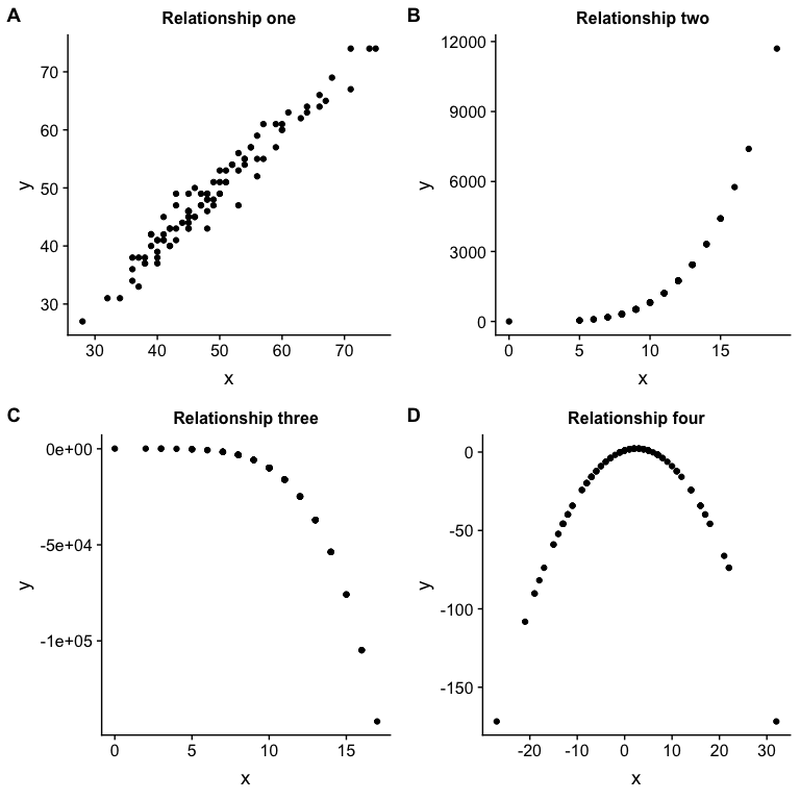 A
Relationship one
70
60
50
40
30
y
30 40 50 60 70
x
B
Relationship two
12000
9000
6000
3000
0
y
0 5 10 15
x
C
Relationship three
0e+00
-5e+04
-1e+05
y
0 5 10 15
x
D
Relationship four
0
-50
-100
-150
y
-20 -10 0 10 20 30
x